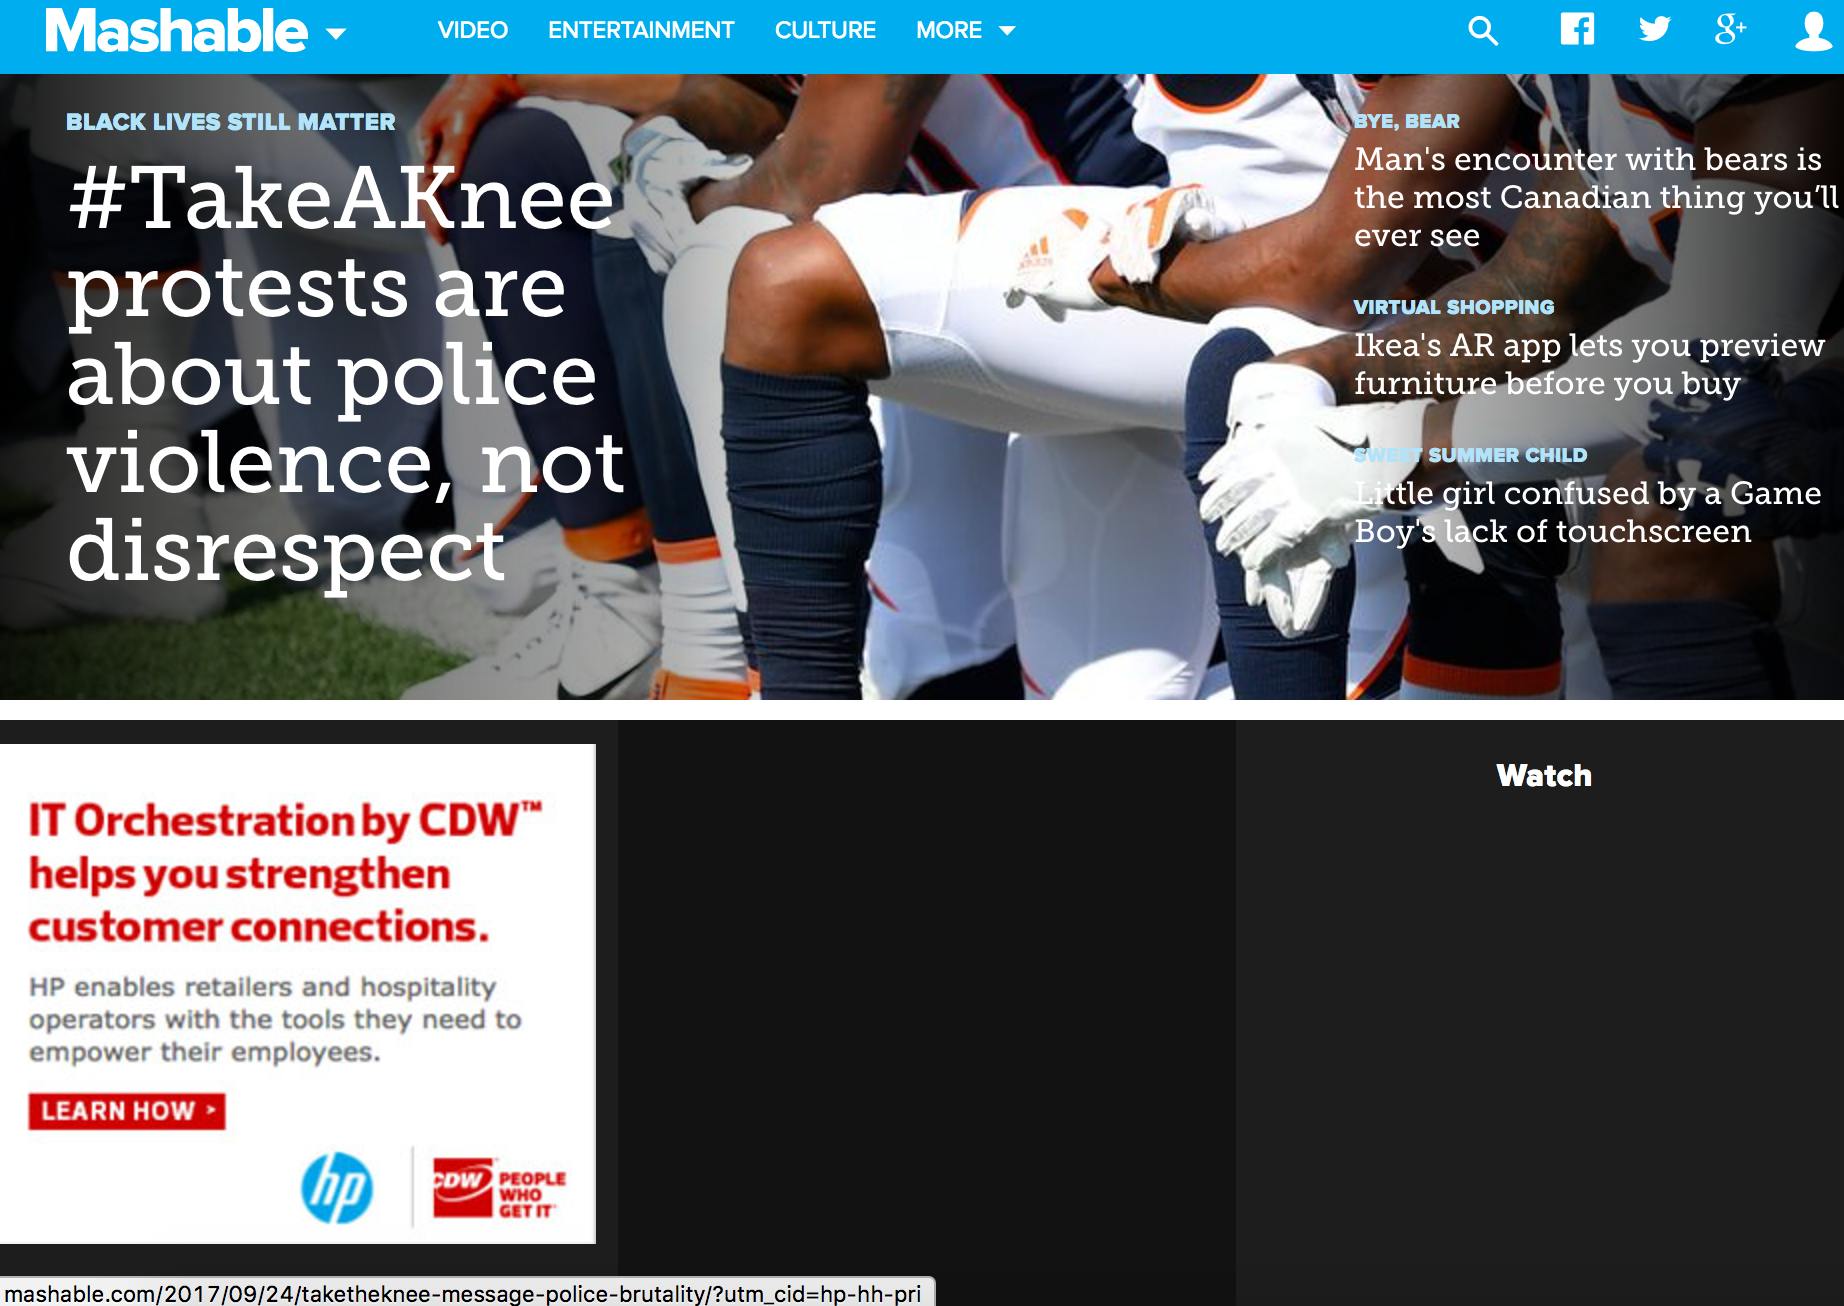 Mashable
VIDEO ENTERTAINMENT CULTURE MORE
g+
BLACK LIVES STILL MATTER
#TakeAKnee
protests are
about police
violence, not
disrespect
BYE, BEAR
Man's encounter with bears is
the most Canadian thing you'll
ever see
VIRTUAL SHOPPING
Ikea's AR app lets you preview
furniture before you buy
SWEET SUMMER CHILD
Little girl confused by a Game
Boy's lack of touchscreen
IT Orchestration by CDW™
helps you strengthen
customer connections.
HP enables retailers and hospitality
operators with the tools they need to
empower their employees.
LEARN HOW >
hp
CDW
PEOPLE
WHO
GET IT
Watch
mashable.com/2017/09/24/taketheknee-message-police-brutality/?utm_cid=hp-hh-pri